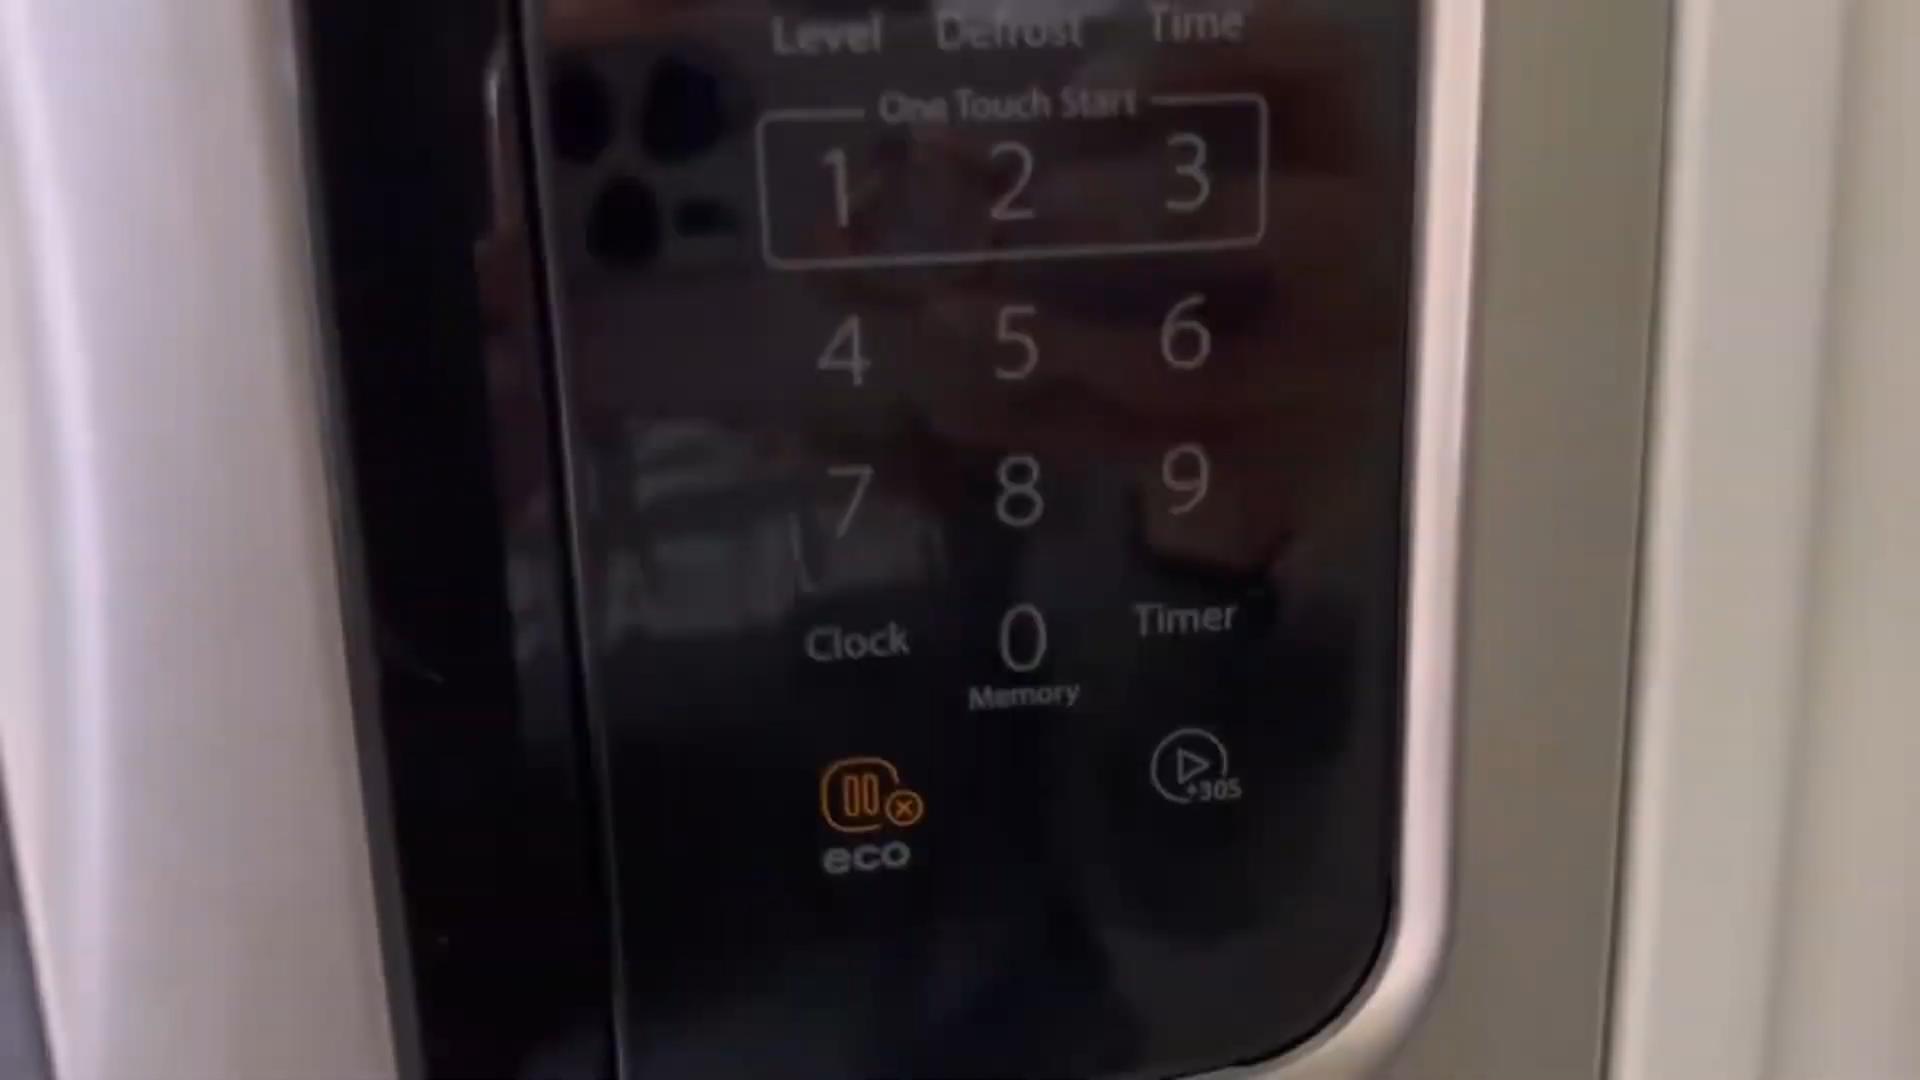 Level Defrost Time
One Touch Start
1 2 3
4 5 6
7 8 9
Clock 0 Timer
Memory
+30S
eco